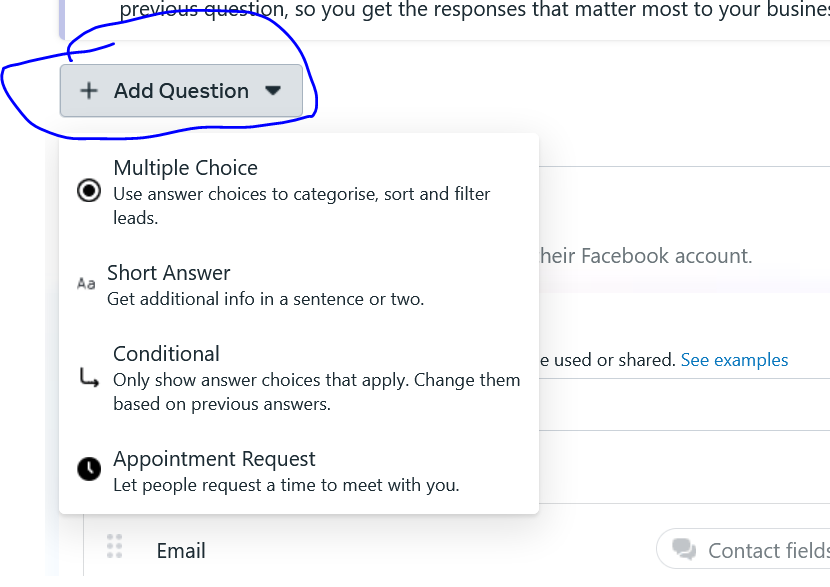 previous question, so you get the responses that matter most to your
+ Add Question
Multiple Choice
Use answer choices to categorise, sort and filter
leads.
heir Facebook account.
Aa Short Answer
Get additional info in a sentence or two.
Conditional
e used or shared. See examples
Only show answer choices that apply. Change them
based on previous answers.
Appointment Request
Let people request a time to meet with you.
Email
Contact fields